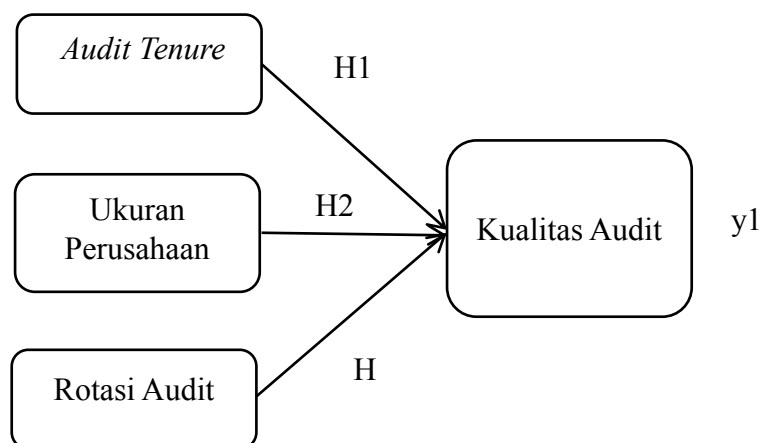 Audit Tenure
H1
Ukuran
Perusahaan
H2
Kualitas Audit
y1
Rotasi Audit
H